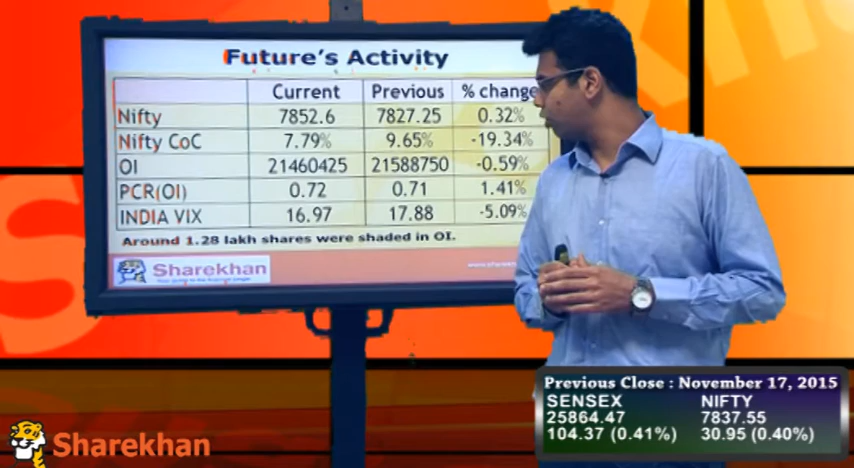 Future's Activity
Current Previous % change
Nifty 7852.6 7827.25 0.32%
Nifty CoC 7.79% 9.65% -19.34%
OI 21460425 21588750 -0.59%
PCR(OI) 0.72 0.71 1.41%
INDIA VIX 16.97 17.88 -5.09%
Around 1.28 lakh shares were shaded in OI.
Sharekhan
www.sharekh
Previous Close : November 17, 2015
SENSEX NIFTY
25864.47 7837.55
104.37 (0.41%) 30.95 (0.40%)
Sharekhan